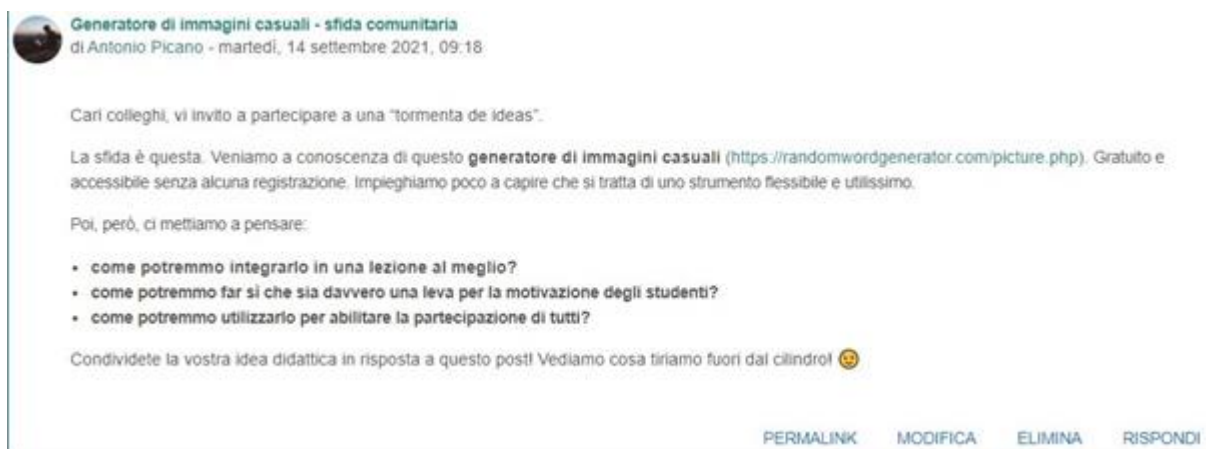 Generatore di immagini casuali - sfida comunitaria
di Antonio Picano - martedì, 14 settembre 2021, 09:18
Cari colleghi, vi invito a partecipare a una "tormenta de ideas".
La sfida è questa. Veniamo a conoscenza di questo generatore di immagini casuali (https://randomwordgenerator.com/picture.php). Gratuito e
accessibile senza alcuna registrazione. Impieghiamo poco a capire che si tratta di uno strumento flessibile e utilissimo.
Poi, però, ci mettiamo a pensare:
• come potremmo integrarlo in una lezione al meglio?
• come potremmo far sì che sia davvero una leva per la motivazione degli studenti?
• come potremmo utilizzarlo per abilitare la partecipazione di tutti?
Condividete la vostra idea didattica in risposta a questo post! Vediamo cosa tiriamo fuori dal cilindro!
PERMALINK MODIFICA ELIMINA RISPONDI